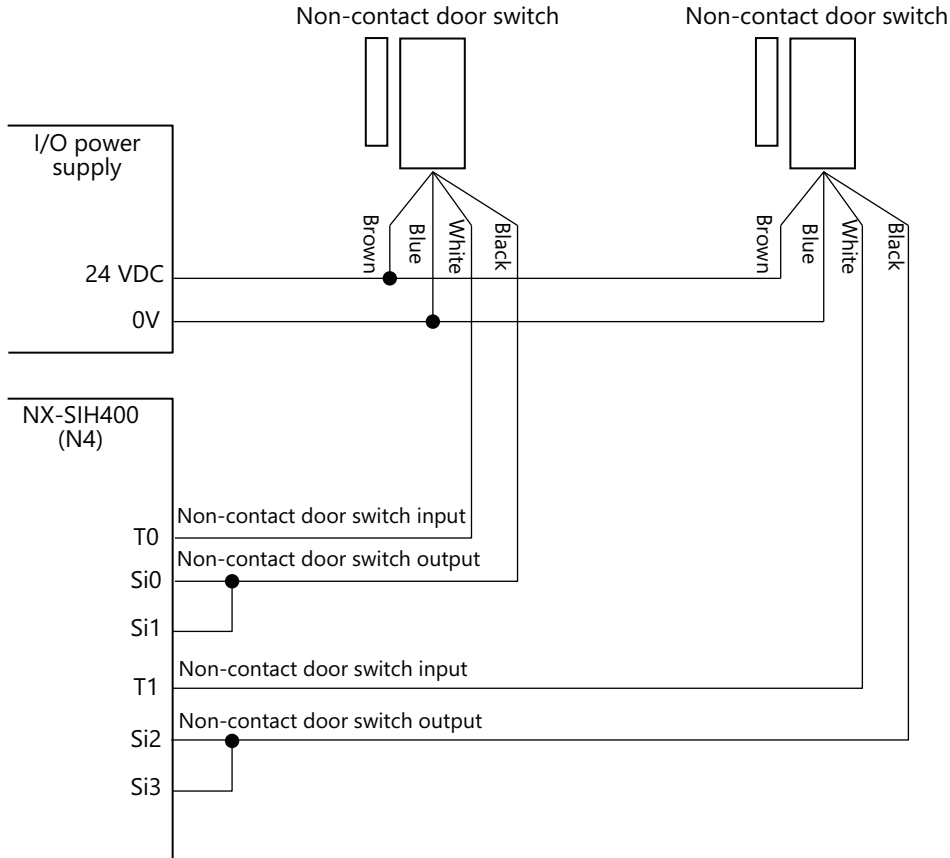 Non-contact door switch
Non-contact door switch
I/O power
supply
Brown
Blue
White
Black
Brown
Blue
White
Black
24 VDC
0V
NX-SIH400
(N4)
Non-contact door switch input
T0
Non-contact door switch output
Si0
Si1
Non-contact door switch input
T1
Non-contact door switch output
Si2
Si3